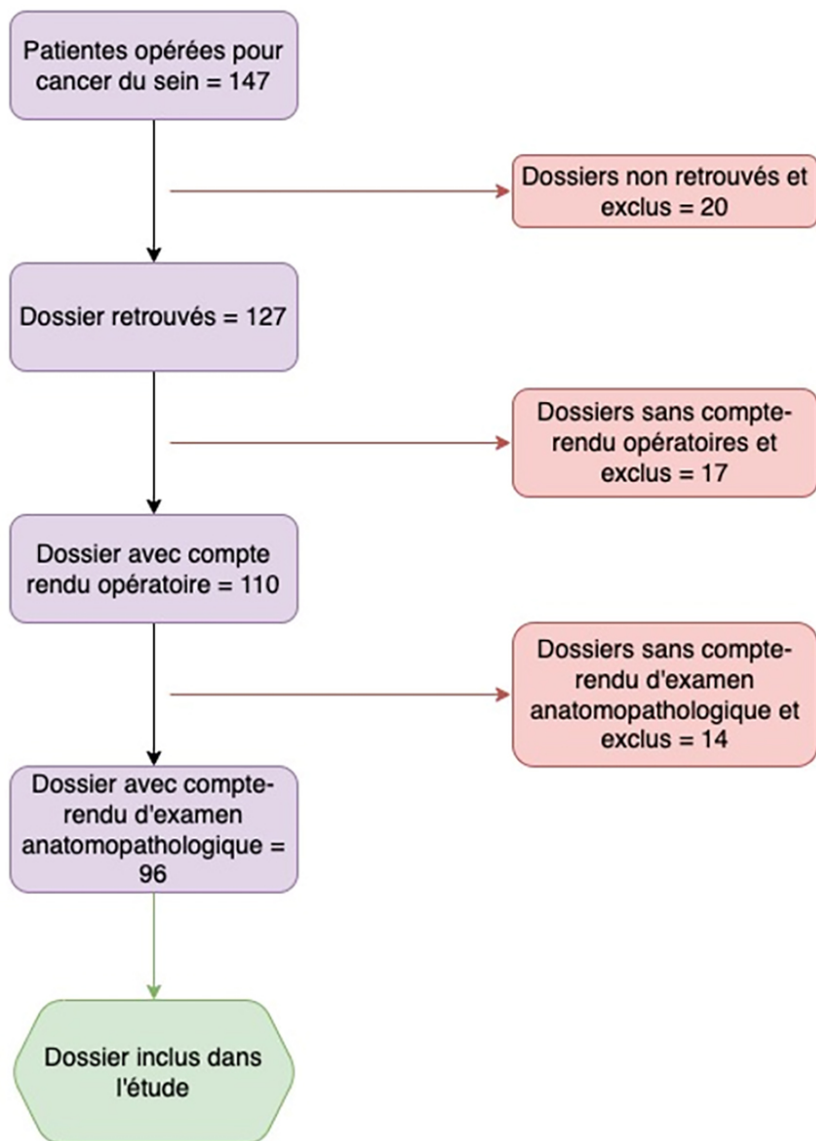 Patientes opérées pour
cancer du sein = 147
Dossiers non retrouvés et
exclus = 20
Dossier retrouvés = 127
Dossiers sans compte-
rendu opératoires et
exclus = 17
Dossier avec compte
rendu opératoire = 110
Dossiers sans compte-
rendu d'examen
anatomopathologique et
exclus = 14
Dossier avec compte-
rendu d'examen
anatomopathologique =
96
Dossier inclus dans
l'étude